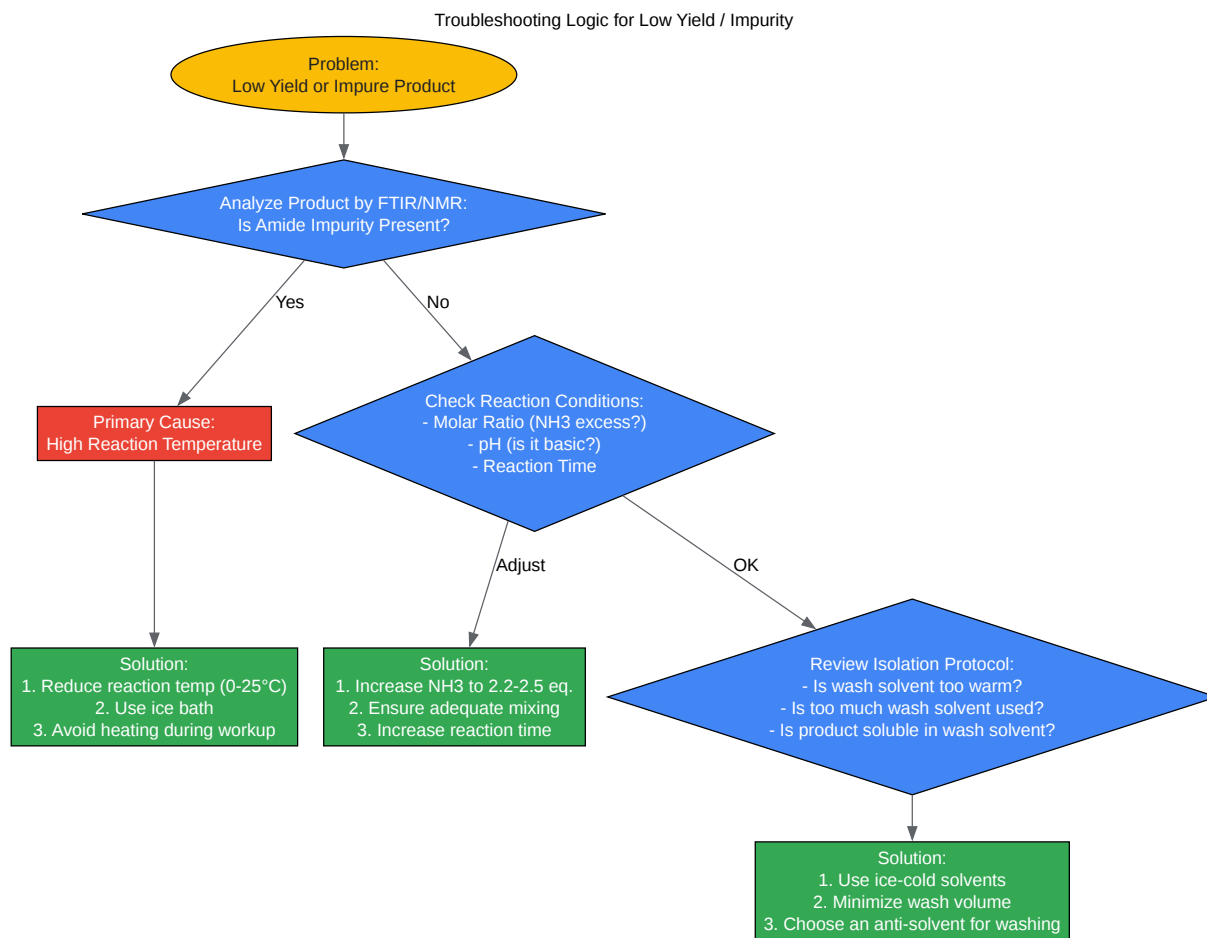 Troubleshooting Logic for Low Yield / Impurity
Problem:
Low Yield or Impure Product
Analyze Product by FTIR/NMR:
Is Amide Impurity Present?
Yes
No
Primary Cause:
High Reaction Temperature
Check Reaction Conditions:
- Molar Ratio (NH3 excess?)
- pH (is it basic?)
- Reaction Time
Adjust
OK
Solution:
1. Reduce reaction temp (0-25°C)
2. Use ice bath
3. Avoid heating during workup
Solution:
1. Increase NH3 to 2.2-2.5 eq.
2. Ensure adequate mixing
3. Increase reaction time
Review Isolation Protocol:
- Is wash solvent too warm?
- Is too much wash solvent used?
- Is product soluble in wash solvent?
Solution:
1. Use ice-cold solvents
2. Minimize wash volume
3. Choose an anti-solvent for washing